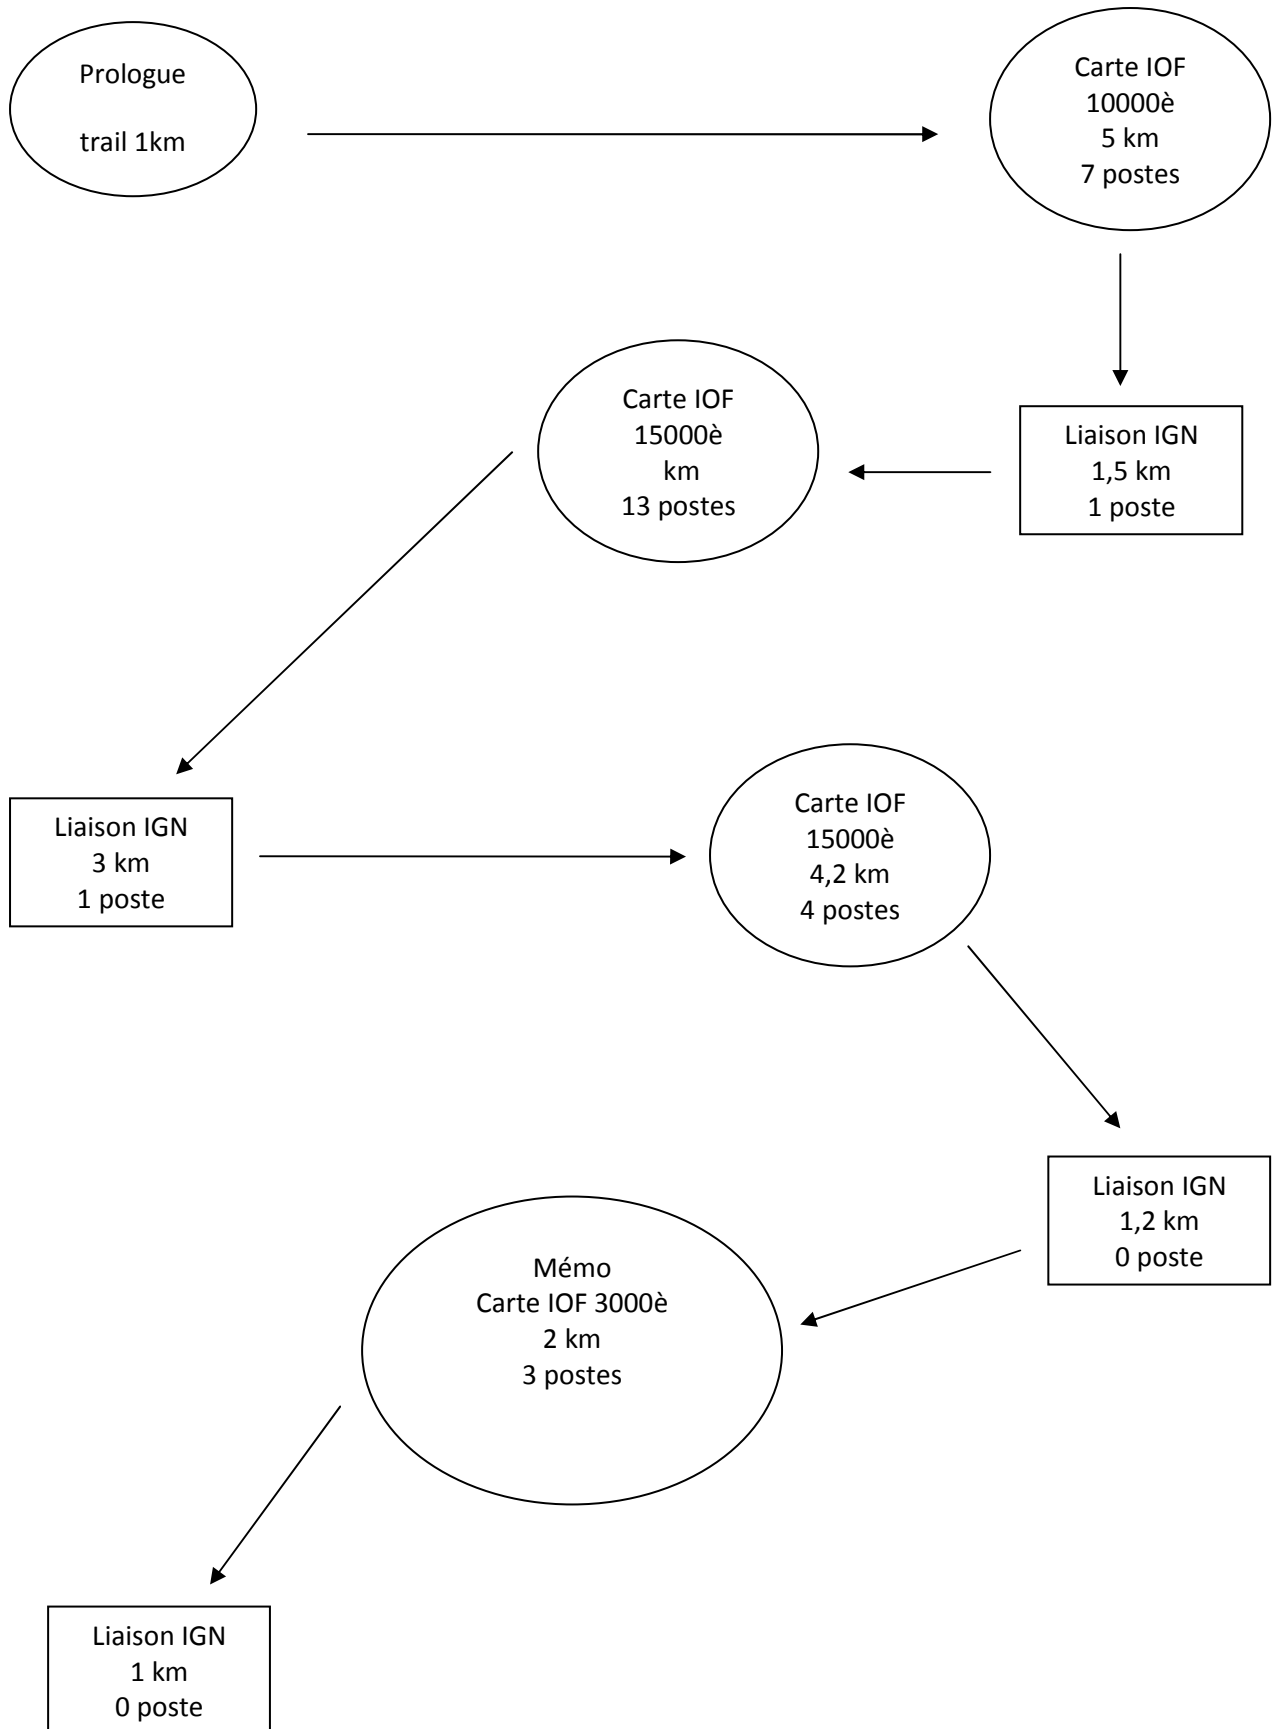 Prologue
trail 1km
Carte IOF
10000è
5 km
7 postes
Liaison IGN
1,5 km
1 poste
Carte IOF
15000è
km
13 postes
Liaison IGN
3 km
1 poste
Carte IOF
15000è
4,2 km
4 postes
Liaison IGN
1,2 km
0 poste
Mémo
Carte IOF 3000è
2 km
3 postes
Liaison IGN
1 km
0 poste